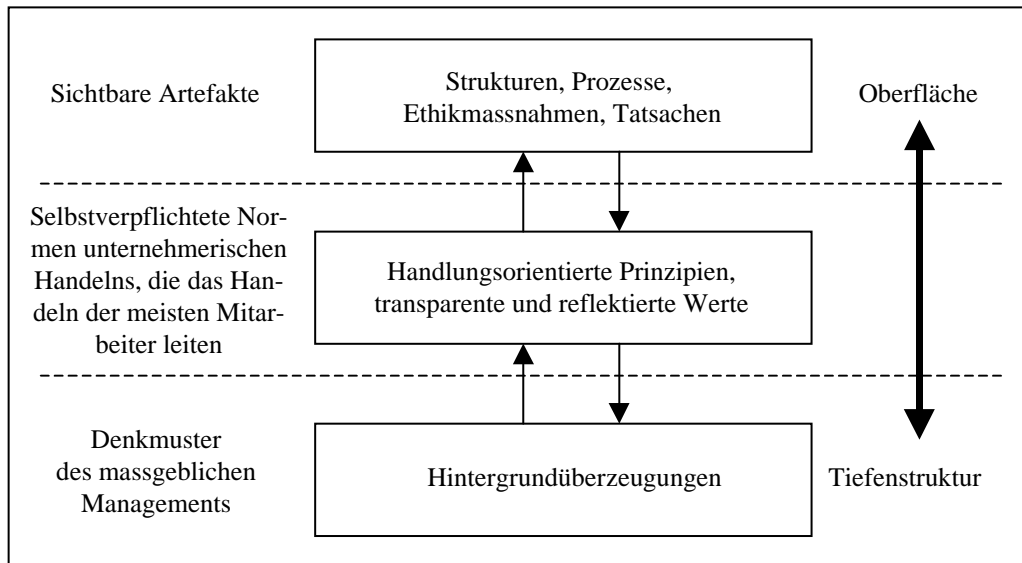 Sichtbare Artefakte
Strukturen, Prozesse,
Ethikmassnahmen, Tatsachen
Oberfläche
Selbstverpflichtete Nor-
men unternehmerischen
Handelns, die das Han-
deln der meisten Mitar-
beiter leiten
Handlungsorientierte Prinzipien,
transparente und reflektierte Werte
Denkmuster
des massgeblichen
Managements
Hintergrundüberzeugungen
Tiefenstruktur